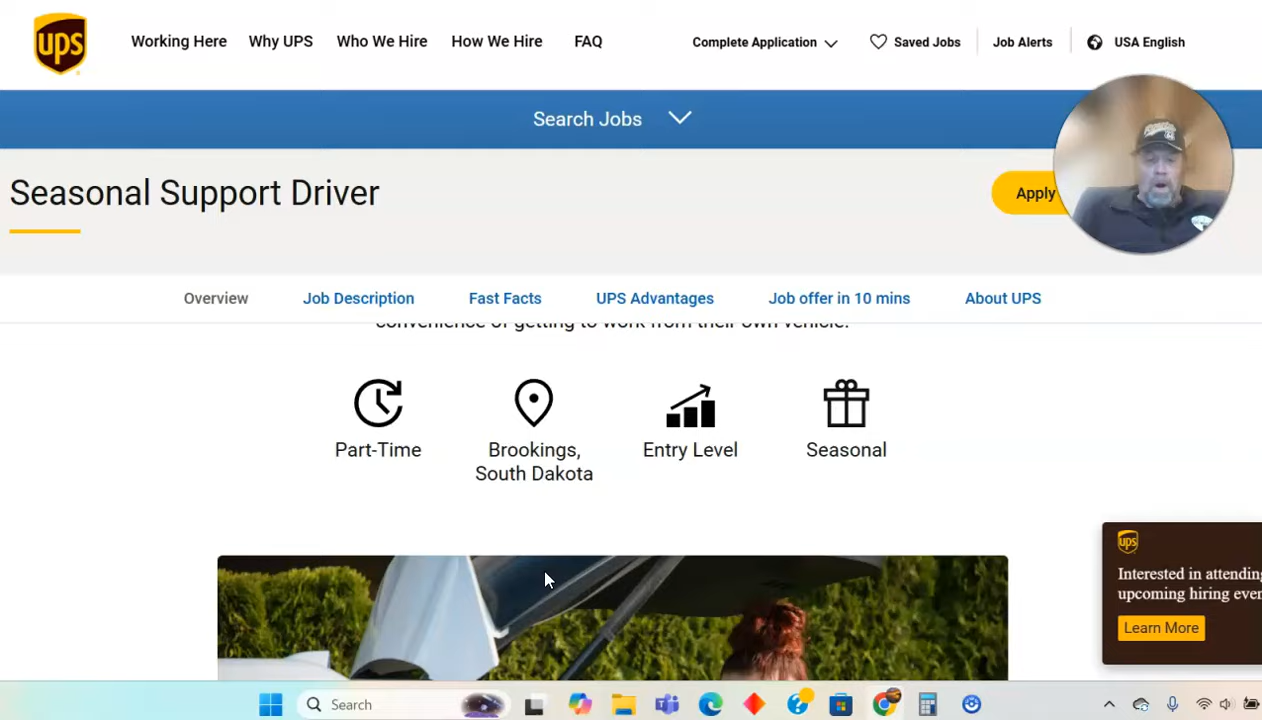 ups
Working Here
Why UPS
Who We Hire
How We Hire
FAQ
Complete Application
Saved Jobs
Job Alerts
USA English
Search Jobs
Seasonal Support Driver
Apply
Overview
Job Description
Fast Facts
UPS Advantages
Job offer in 10 mins
About UPS
convenience of getting to work from their own vehicle.
Part-Time
Brookings,
South Dakota
Entry Level
Seasonal
ups
Interested in attending
upcoming hiring
Learn More
Search